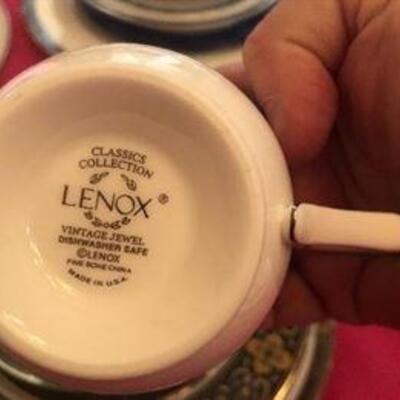 CLASSICS
COLLECTION
LENOX®
VINTAGE JEWEL
DISHWASHER SAFE
©LENOX
FINE BONE CHINA
MADE IN U.S.A.